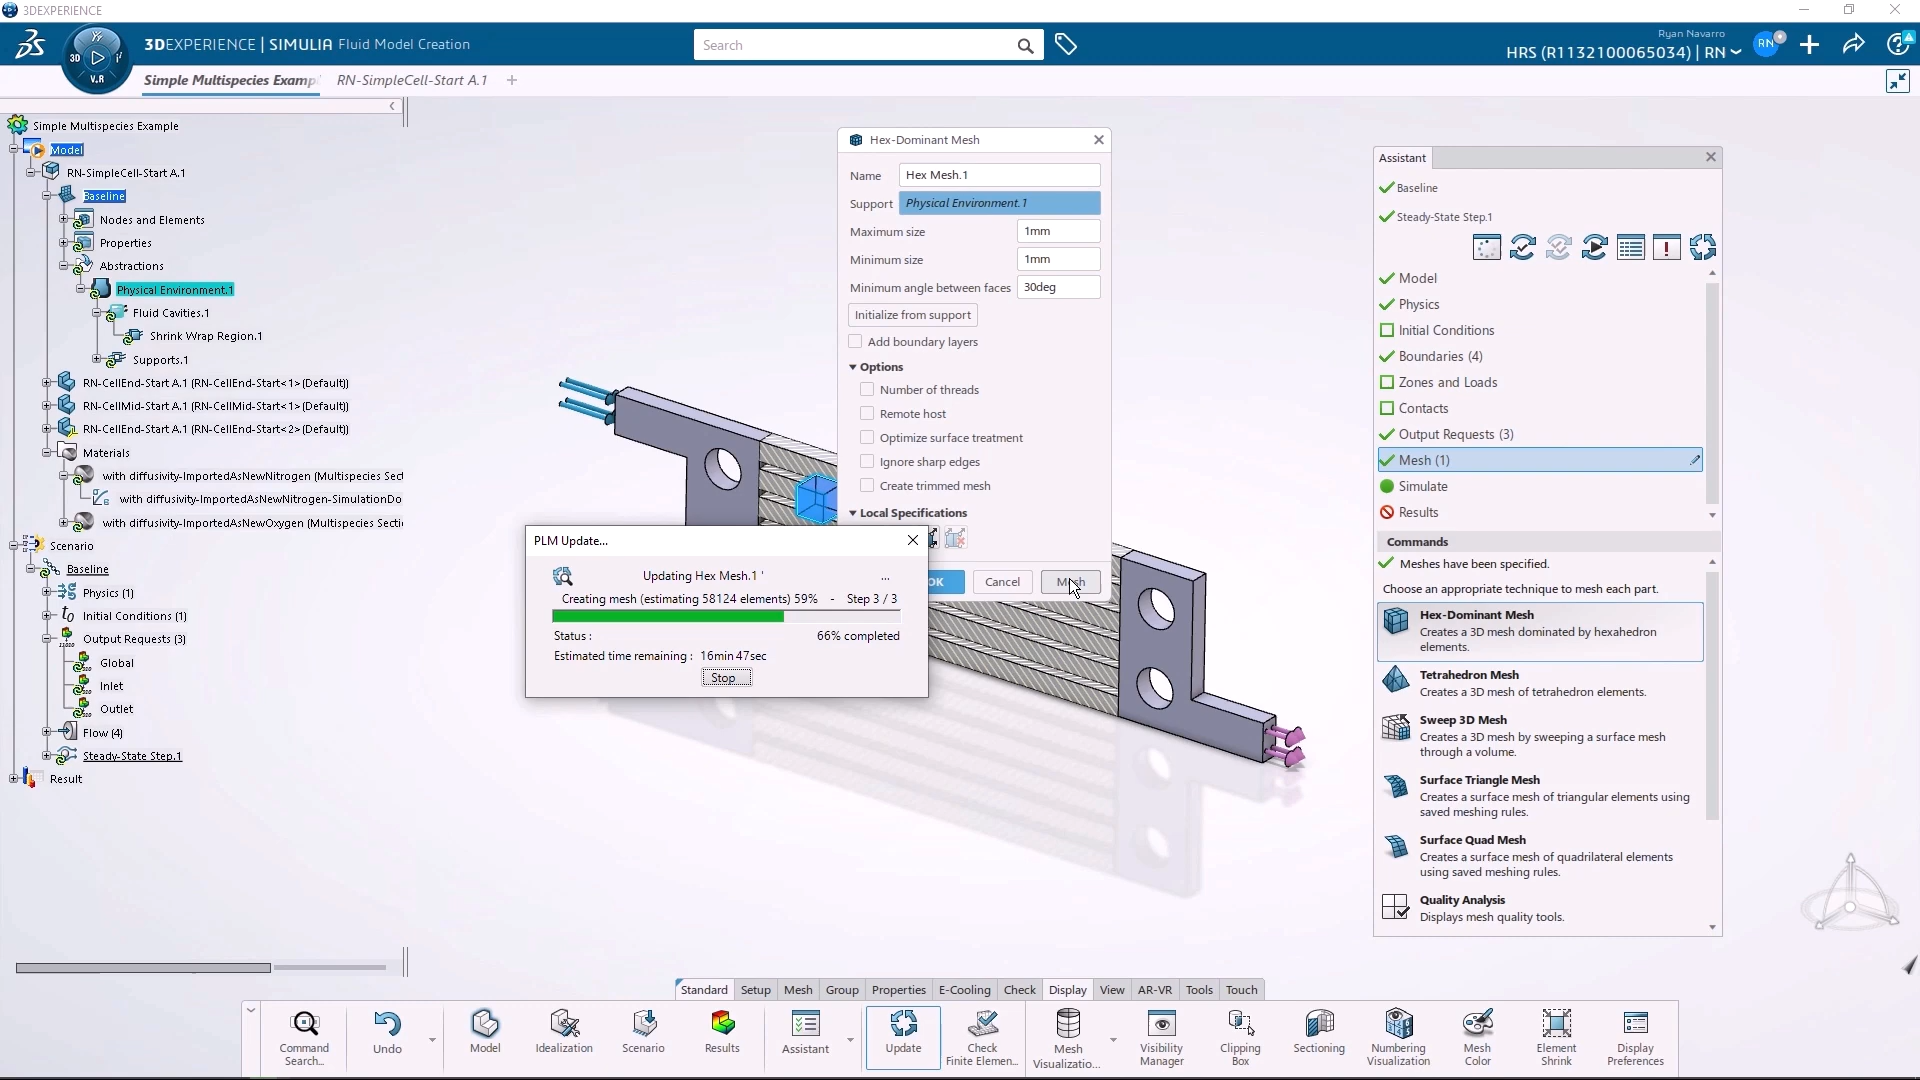 3DEXPERIENCE
3DEXPERIENCE | SIMULIA Fluid Model Creation
3D
V.R
Search
Ryan Navarro
HRS (R1132100065034) | RN
RN
Simple Multispecies Examp
RN-SimpleCell-Start A.1
Simple Multispecies Example
Model
RN-SimpleCell-Start A.1
Baseline
Nodes and Elements
Properties
Abstractions
Physical Environment.1
Fluid Cavities.1
Shrink Wrap Region.1
Supports.1
RN-CellEnd-Start A.1 (RN-CellEnd-Start<1>(Default))
RN-CellMid-Start A.1 (RN-CellMid-Start<1>(Default))
RN-CellEnd-Start A.1 (RN-CellEnd-Start<2>(Default))
Materials
with diffusivity-ImportedAsNewNitrogen (Multispecies Sect
with diffusivity-ImportedAsNewNitrogen-SimulationDo
with diffusivity-ImportedAsNewOxygen (Multispecies Secti
Scenario
Baseline
Physics (1)
Initial Conditions (1)
Output Requests (3)
Global
Inlet
Outlet
Flow (4)
Steady-State Step.1
Result
Hex-Dominant Mesh
Name Hex Mesh.1
Support Physical Environment.1
Maximum size 1mm
Minimum size 1mm
Minimum angle between faces 30deg
Initialize from support
Add boundary layers
Options
Number of threads
Remote host
Optimize surface treatment
Ignore sharp edges
Create trimmed mesh
Local Specifications
OK Cancel Mesh
PLM Update...
Updating Hex Mesh.1 ' ...
Creating mesh (estimating 58124 elements) 59% - Step 3 / 3
Status : 66% completed
Estimated time remaining : 16min 47sec
Stop
Assistant
Baseline
Steady-State Step.1
Model
Physics
Initial Conditions
Boundaries (4)
Zones and Loads
Contacts
Output Requests (3)
Mesh (1)
Simulate
Results
Commands
Meshes have been specified.
Choose an appropriate technique to mesh each part.
Hex-Dominant Mesh
Creates a 3D mesh dominated by hexahedron
elements.
Tetrahedron Mesh
Creates a 3D mesh of tetrahedron elements.
Sweep 3D Mesh
Creates a 3D mesh by sweeping a surface mesh
through a volume.
Surface Triangle Mesh
Creates a surface mesh of triangular elements using
saved meshing rules.
Surface Quad Mesh
Creates a surface mesh of quadrilateral elements
using saved meshing rules.
Quality Analysis
Displays mesh quality tools.
Standard Setup Mesh Group Properties E-Cooling Check Display View AR-VR Tools Touch
Command
Search...
Undo
Model
Idealization
Scenario
Results
Assistant
Update
Check
Finite Elemen...
Mesh
Visualizatio...
Visibility
Manager
Clipping
Box
Sectioning
Numbering
Visualization
Mesh
Color
Element
Shrink
Display
Preferences